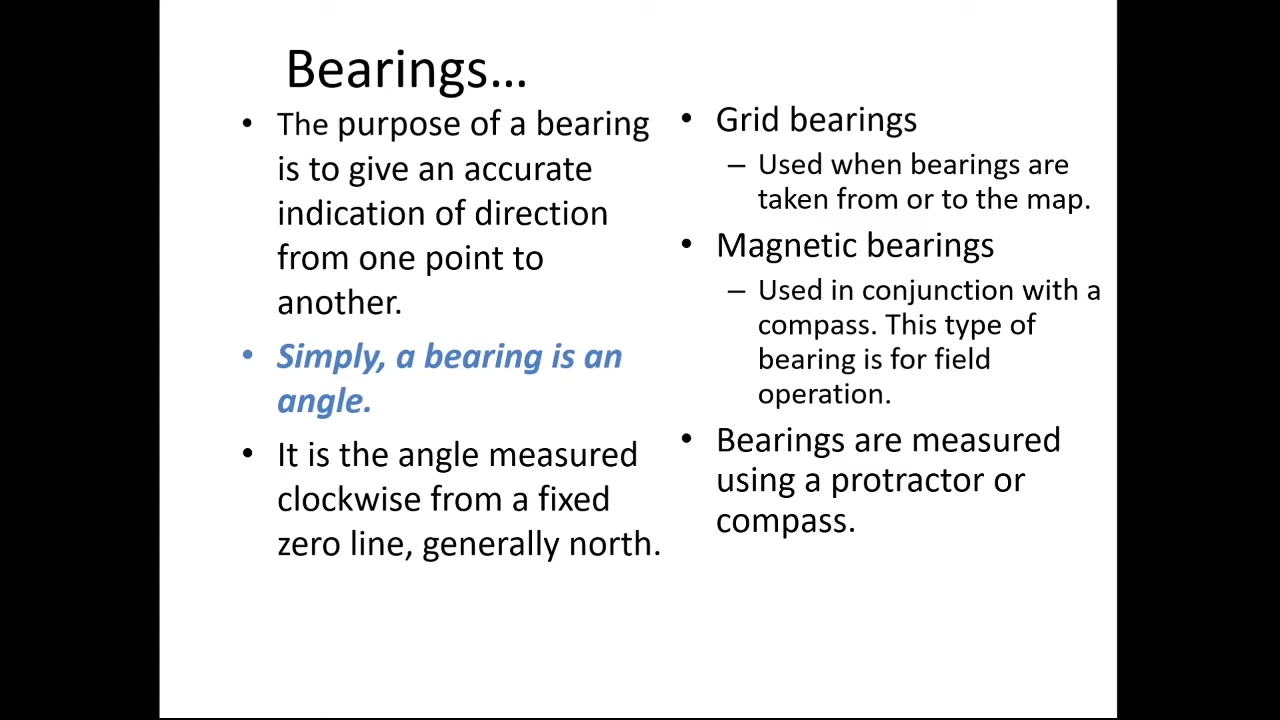 Bearings…
• The purpose of a bearing
is to give an accurate
indication of direction
from one point to
another.
• Simply, a bearing is an
angle.
• It is the angle measured
clockwise from a fixed
zero line, generally north.
• Grid bearings
– Used when bearings are
taken from or to the map.
• Magnetic bearings
– Used in conjunction with a
compass. This type of
bearing is for field
operation.
• Bearings are measured
using a protractor or
compass.